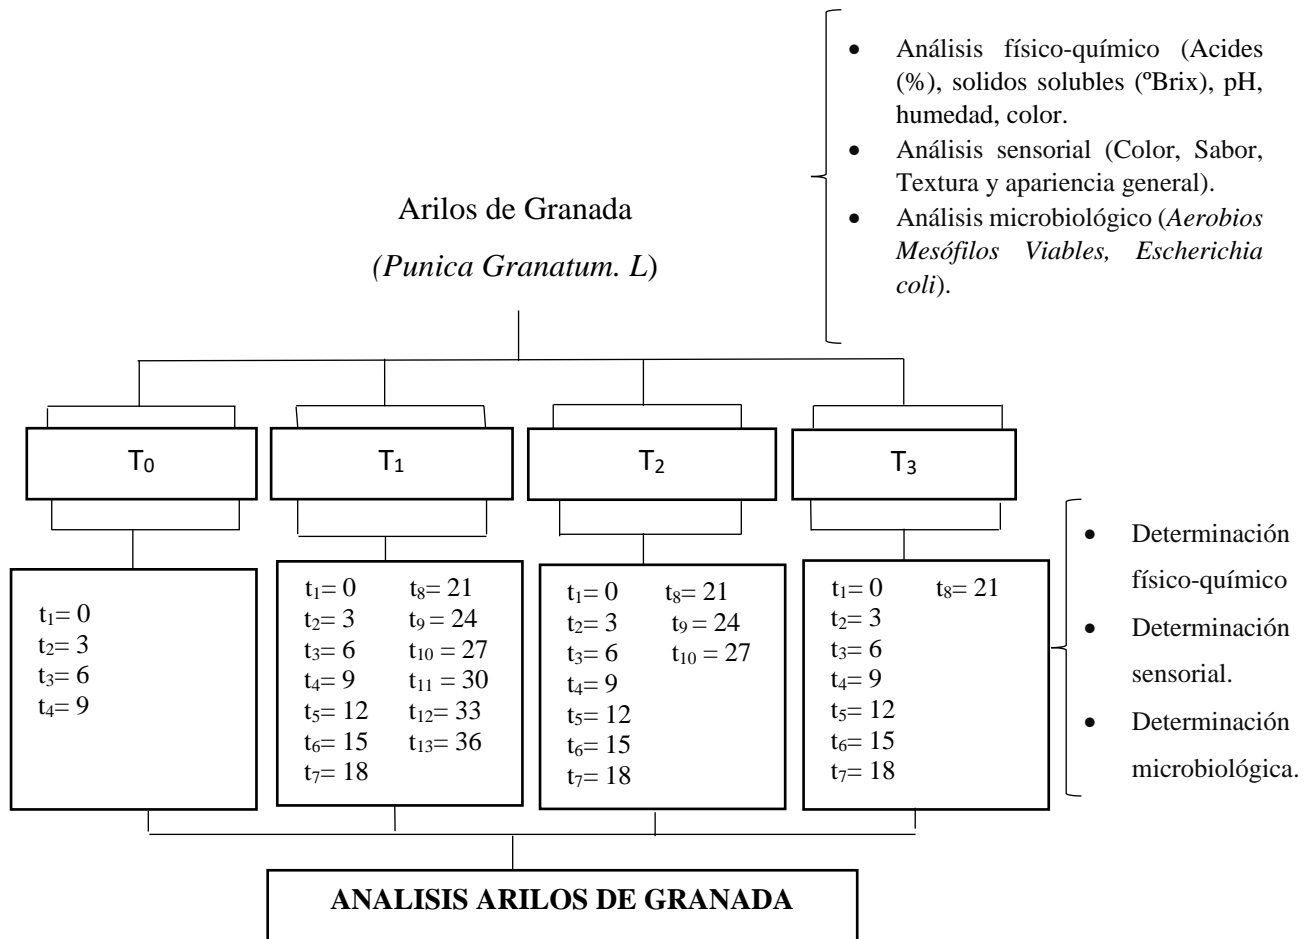 • Análisis físico-químico (Acides
(%), solidos solubles (ºBrix), pH,
humedad, color.
• Análisis sensorial (Color, Sabor,
Textura y apariencia general).
• Análisis microbiológico (Aerobios
Mesófilos Viables, Escherichia
coli).
Arilos de Granada
(Punica Granatum. L)
T₀
T₁
T₂
T₃
t₁= 0
t₂= 3
t₃= 6
t₄= 9
t₁= 0 t₈= 21
t₂= 3 t₉ = 24
t₃= 6 t₁₀ = 27
t₄= 9 t₁₁ = 30
t₅= 12 t₁₂= 33
t₆= 15 t₁₃= 36
t₇= 18
t₁= 0 t₈= 21
t₂= 3 t₉ = 24
t₃= 6 t₁₀ = 27
t₄= 9
t₅= 12
t₆= 15
t₇= 18
t₁= 0 t₈= 21
t₂= 3
t₃= 6
t₄= 9
t₅= 12
t₆= 15
t₇= 18
• Determinación
físico-químico
• Determinación
sensorial.
• Determinación
microbiológica.
ANALISIS ARILOS DE GRANADA